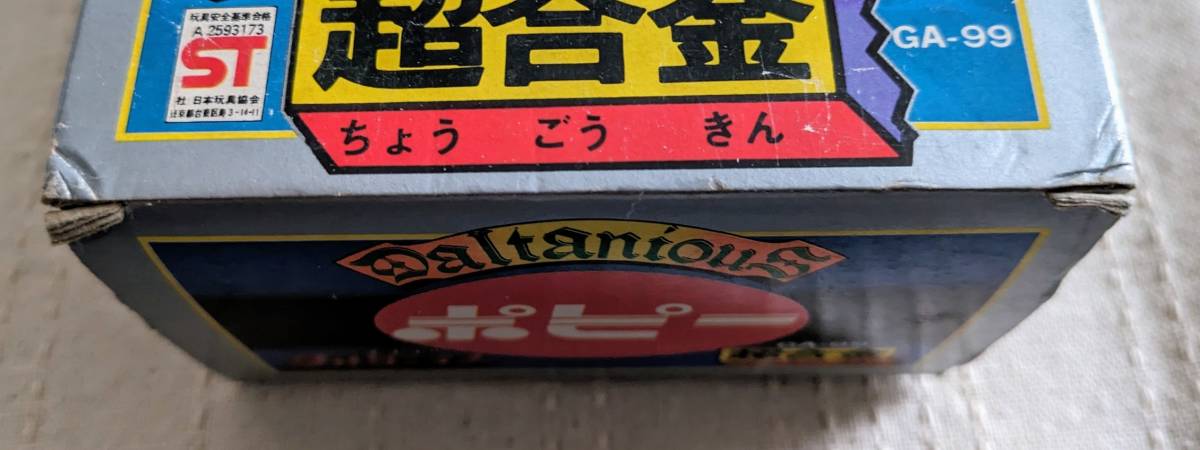 玩具安全基準合格
A 2593173
ST
社 日本玩具協会
超合金
GA-99
ちょう ごう きん
Daltanious
ポピー